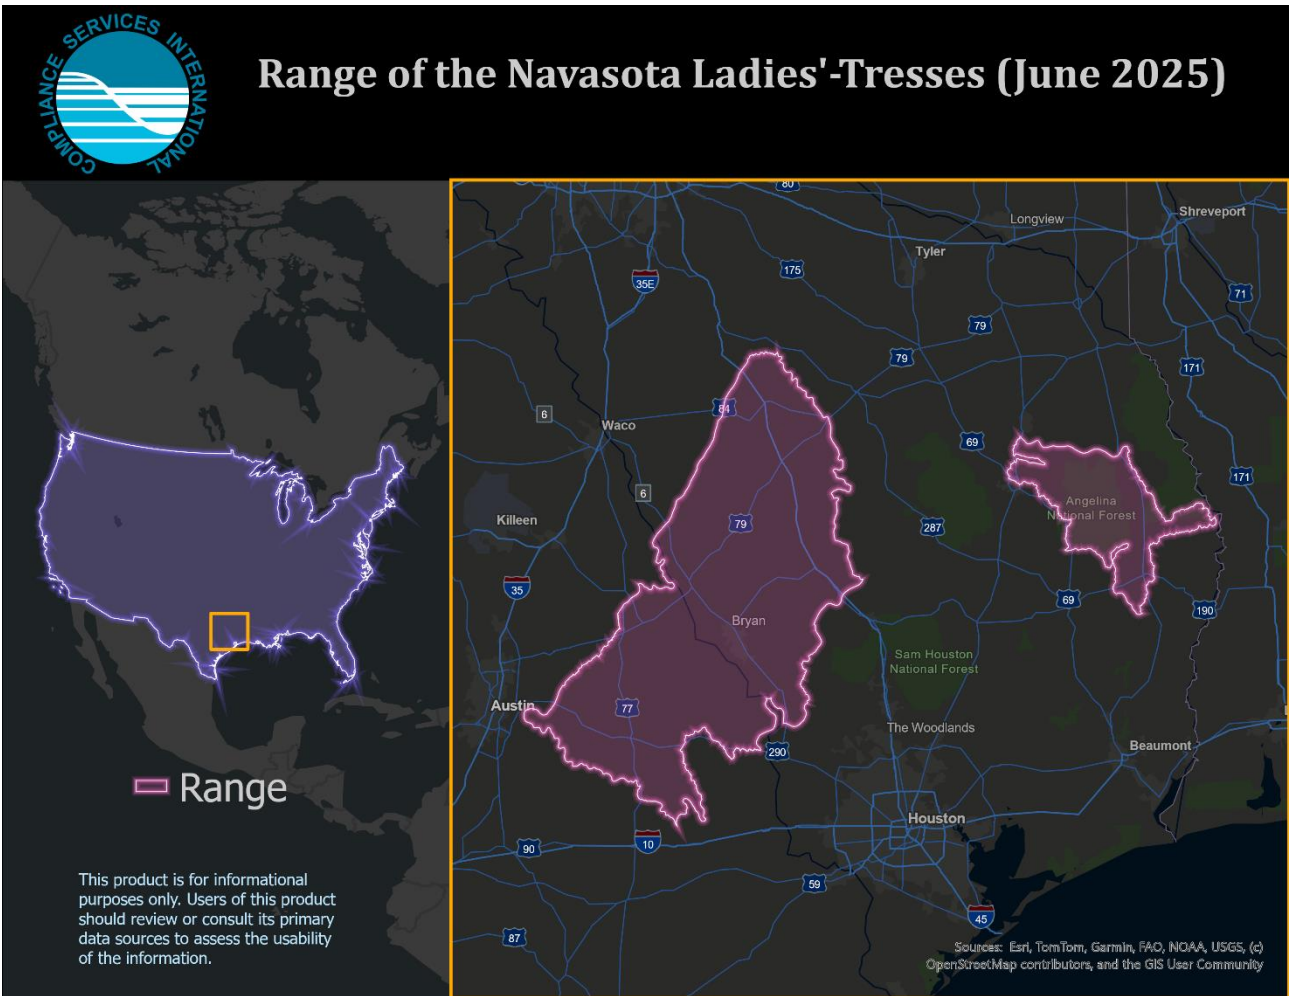 COMPLIANCE SERVICES INTERNATIONAL
Range of the Navasota Ladies'-Tresses (June 2025)
80
Shreveport
Longview
Tyler
175
35E
71
79
79
171
84
6
Waco
69
171
6
Angelina
National Forest
Killeen
79
287
35
69
190
Bryan
Sam Houston
National Forest
Austin
77
The Woodlands
290
Beaumont
Range
Houston
10
90
59
45
87
This product is for informational
purposes only. Users of this product
should review or consult its primary
data sources to assess the usability
of the information.
Sources: Esri, TomTom, Garmin, FAO, NOAA, USGS, (c)
OpenStreetMap contributors, and the GIS User Community